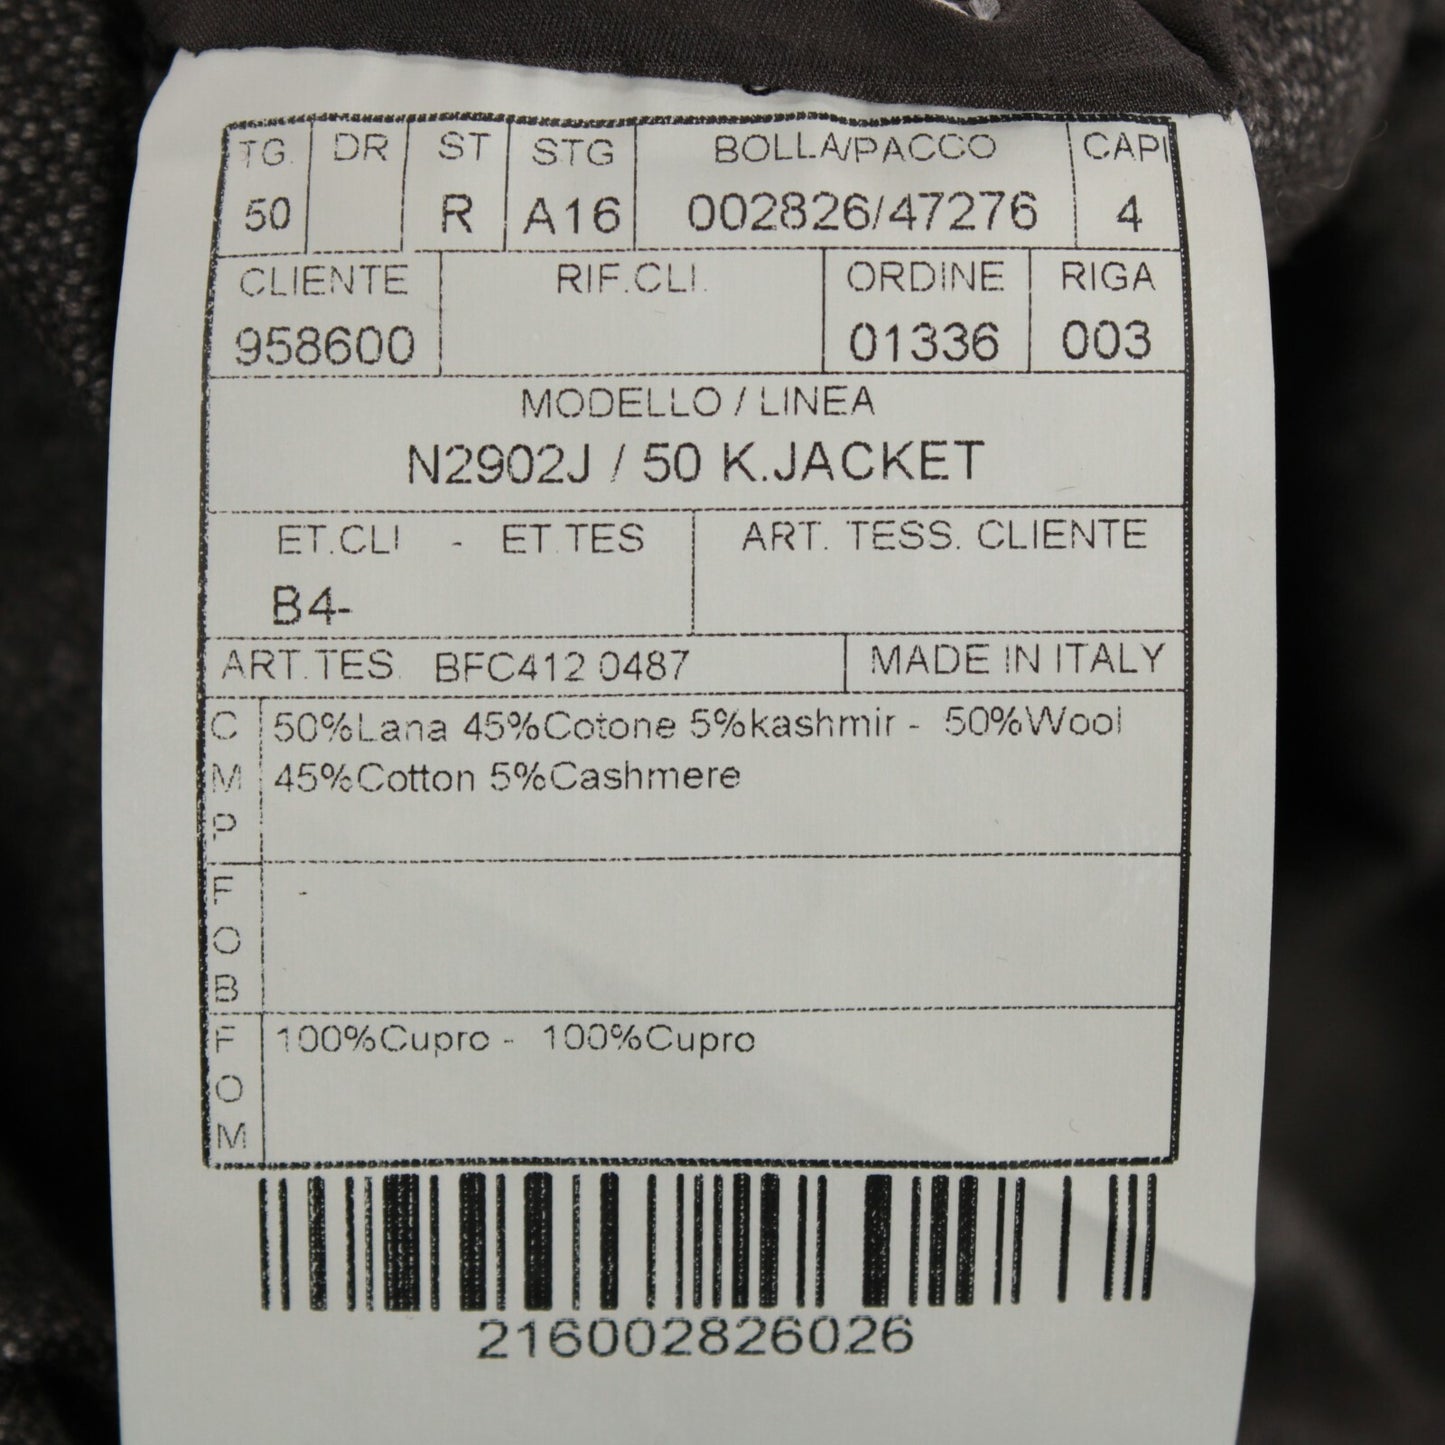 TG. DR ST STG BOLLA/PACCO CAPI
50 R A16 002826/47276 4
CLIENTE RIF.CLI. ORDINE RIGA
958600 01336 003
MODELLO / LINEA
N2902J / 50 K.JACKET
ET.CLI - ET.TES ART. TESS. CLIENTE
B4-
ART.TES. BFC412 0487 MADE IN ITALY
CMP
50%Lana 45%Cotone 5%kashmir - 50%Wool
45%Cotton 5%Cashmere
FOB
-
FOM
100%Cupro - 100%Cupro
216002826026